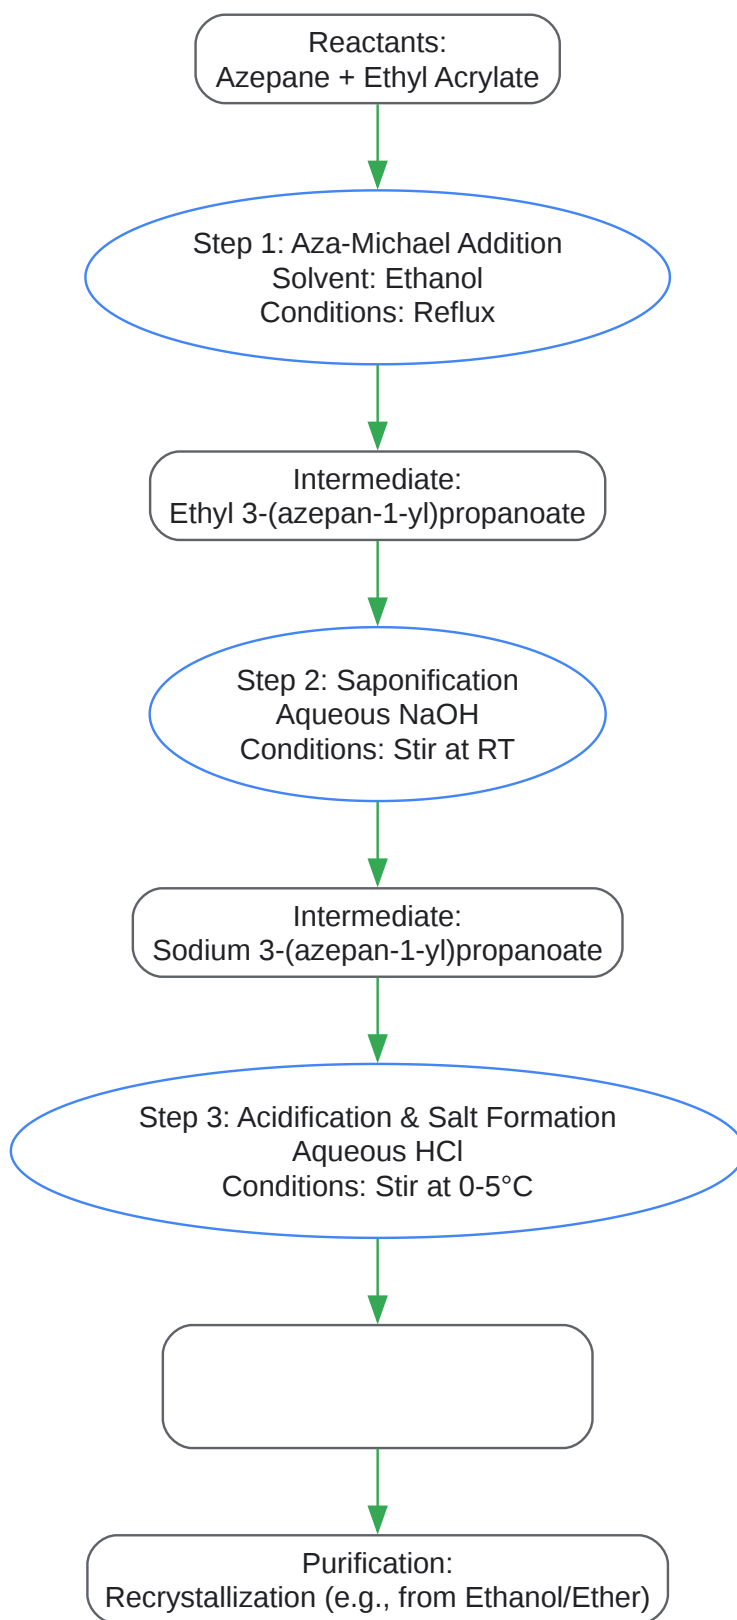 Reactants:
Azepane + Ethyl Acrylate
Step 1: Aza-Michael Addition
Solvent: Ethanol
Conditions: Reflux
Intermediate:
Ethyl 3-(azepan-1-yl)propanoate
Step 2: Saponification
Aqueous NaOH
Conditions: Stir at RT
Intermediate:
Sodium 3-(azepan-1-yl)propanoate
Step 3: Acidification & Salt Formation
Aqueous HCl
Conditions: Stir at 0-5°C
Purification:
Recrystallization (e.g., from Ethanol/Ether)